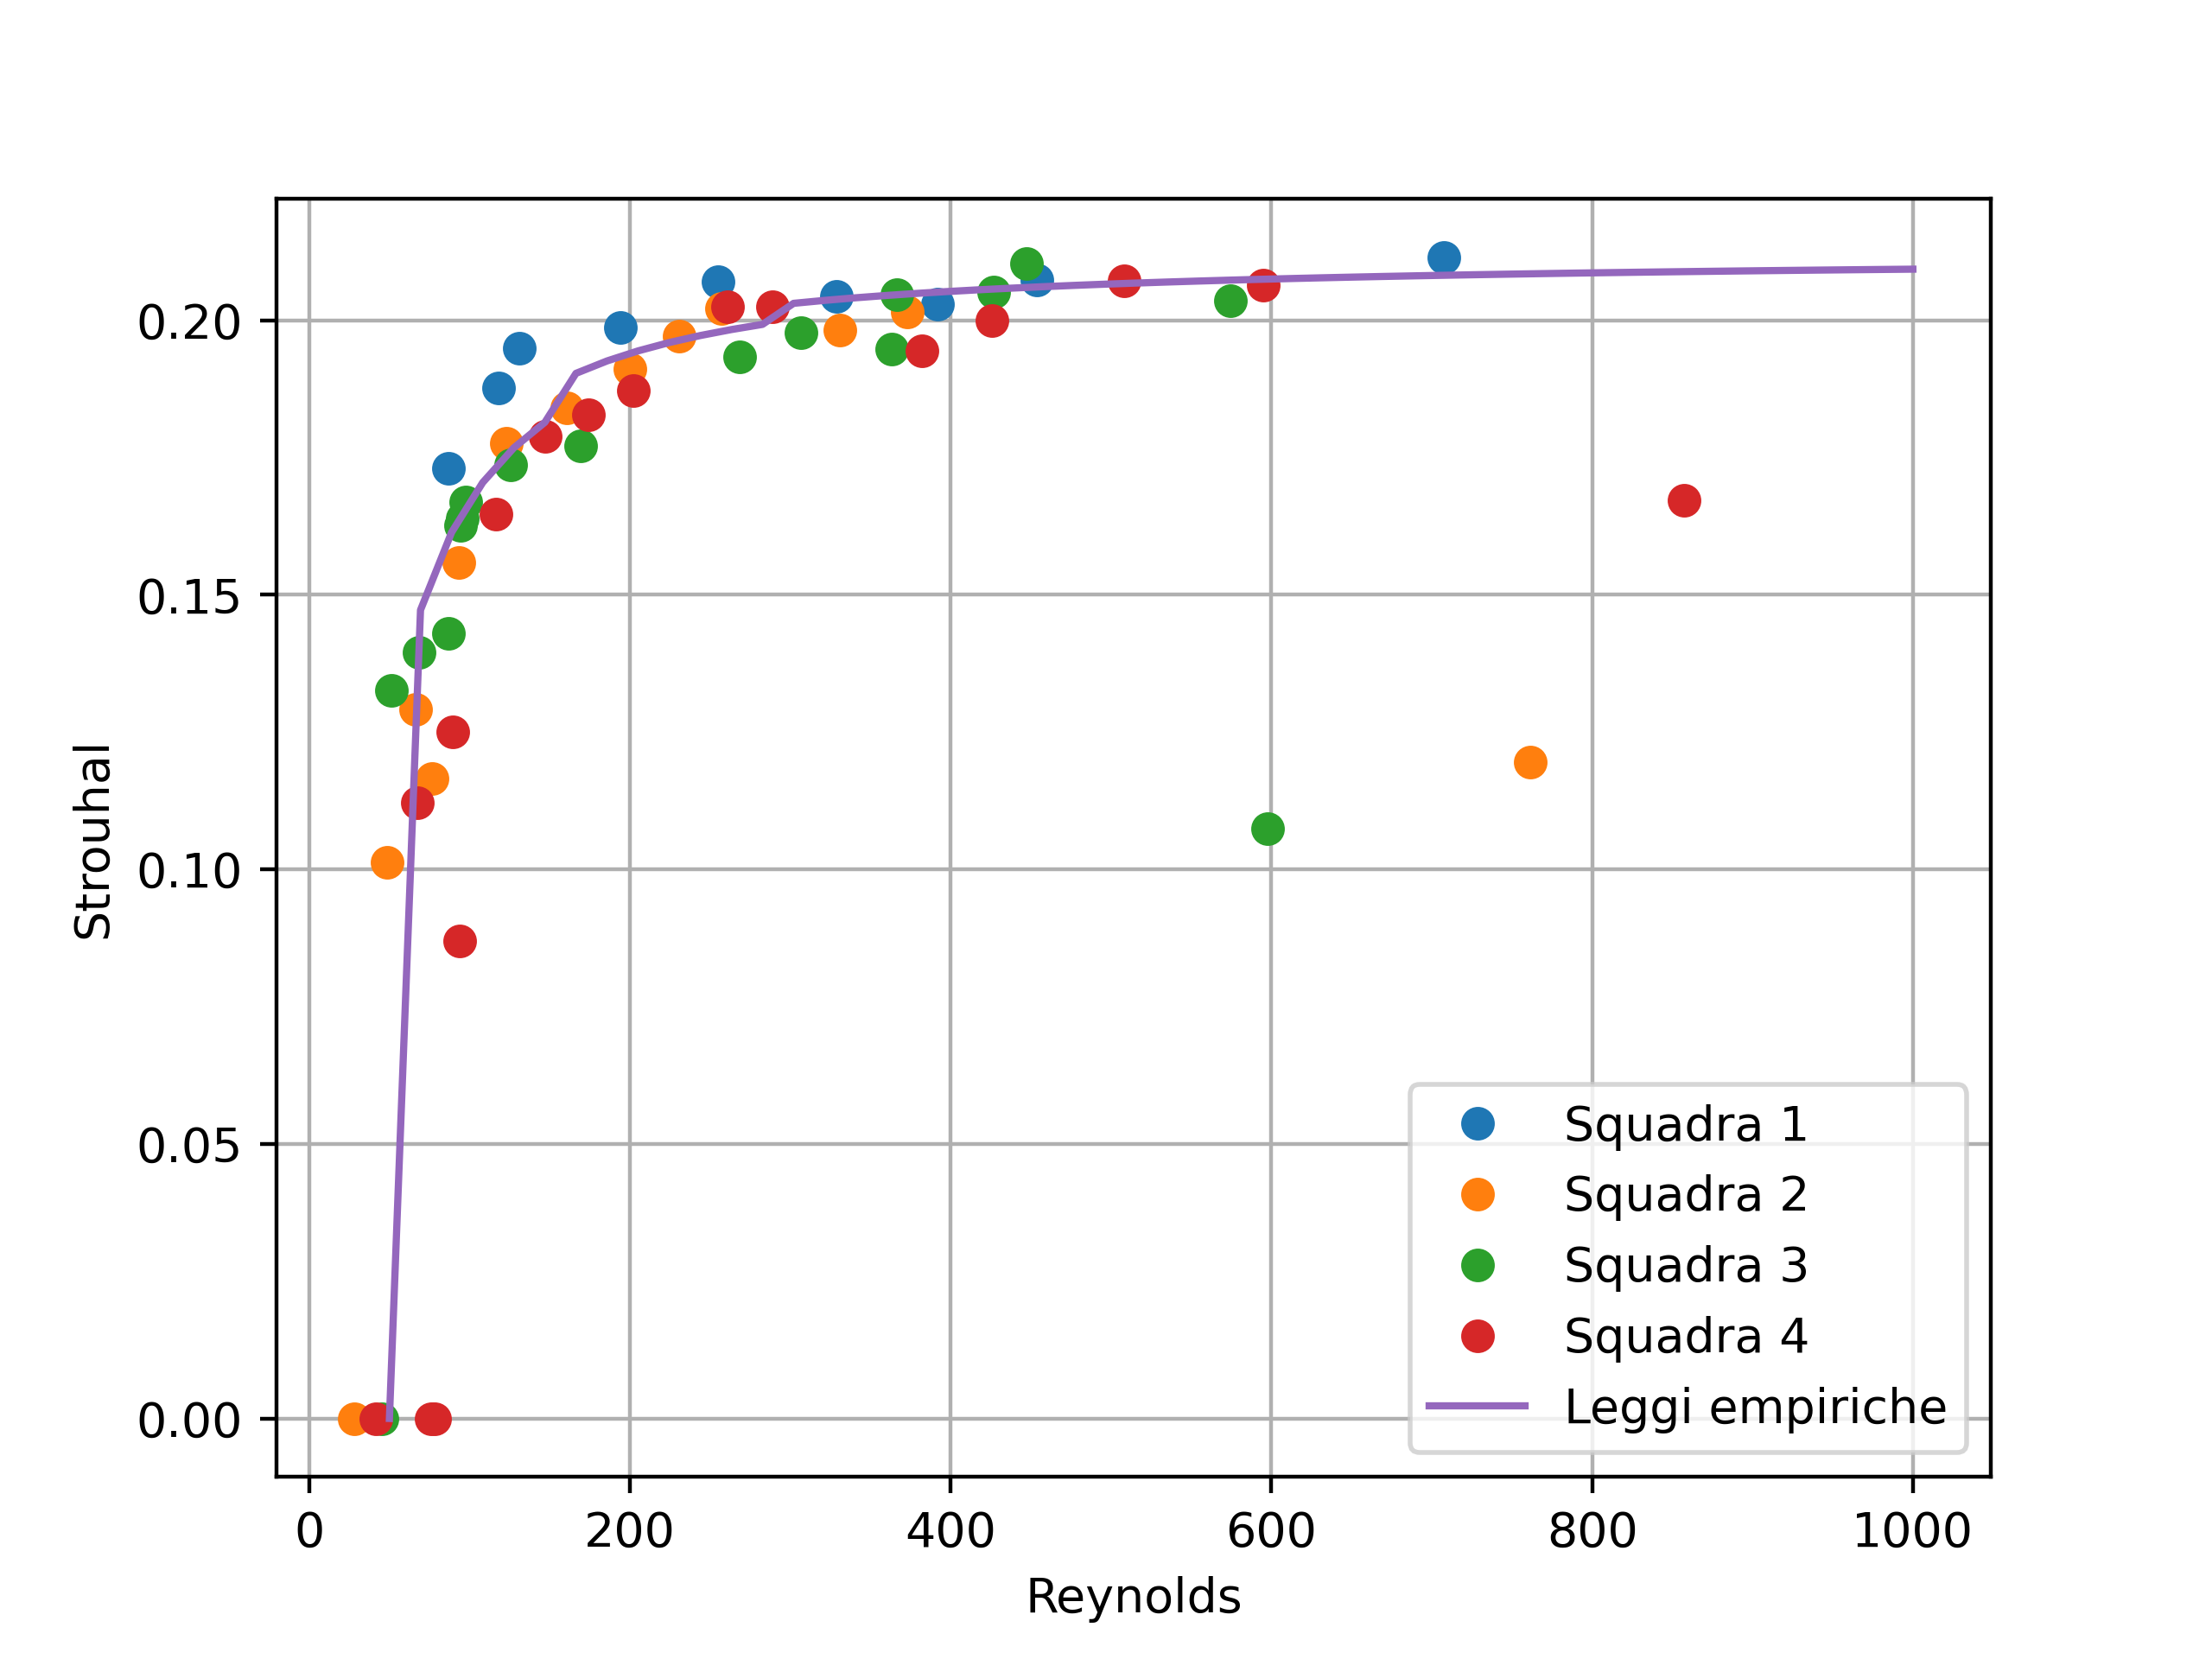 Strouhal
0.20
0.15
0.10
0.05
0.00
0 200 400 600 800 1000
Reynolds
Squadra 1
Squadra 2
Squadra 3
Squadra 4
Leggi empiriche